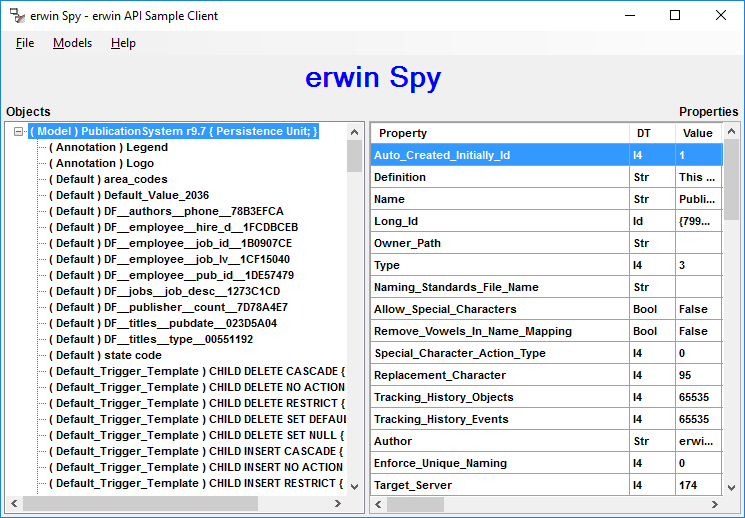 erwin Spy - erwin API Sample Client
File Models Help
erwin Spy
Objects
( Model ) PublicationSystem r9.7 { Persistence Unit; }
( Annotation ) Legend
( Annotation ) Logo
( Default ) area_codes
( Default ) Default_Value_2036
( Default ) DF__authors__phone__78B3EFCA
( Default ) DF__employee__hire_d__1FCDBCEB
( Default ) DF__employee__job_id__1B0907CE
( Default ) DF__employee__job_lv__1CF15040
( Default ) DF__employee__pub_id__1DE57479
( Default ) DF__jobs__job_desc__1273C1CD
( Default ) DF__publisher__count__7D78A4E7
( Default ) DF__titles__pubdate__023D5A04
( Default ) DF__titles__type__00551192
( Default ) state code
( Default_Trigger_Template ) CHILD DELETE CASCADE {
( Default_Trigger_Template ) CHILD DELETE NO ACTION
( Default_Trigger_Template ) CHILD DELETE RESTRICT {
( Default_Trigger_Template ) CHILD DELETE SET DEFAU
( Default_Trigger_Template ) CHILD DELETE SET NULL {
( Default_Trigger_Template ) CHILD INSERT CASCADE {
( Default_Trigger_Template ) CHILD INSERT NO ACTION
( Default_Trigger_Template ) CHILD INSERT RESTRICT {
Properties
Property DT Value
Auto_Created_Initially_Id I4 1
Definition Str This ...
Name Str Publi...
Long_Id Id {799...
Owner_Path Str
Type I4 3
Naming_Standards_File_Name Str
Allow_Special_Characters Bool False
Remove_Vowels_In_Name_Mapping Bool False
Special_Character_Action_Type I4 0
Replacement_Character I4 95
Tracking_History_Objects I4 65535
Tracking_History_Events I4 65535
Author Str erwi...
Enforce_Unique_Naming I4 0
Target_Server I4 174